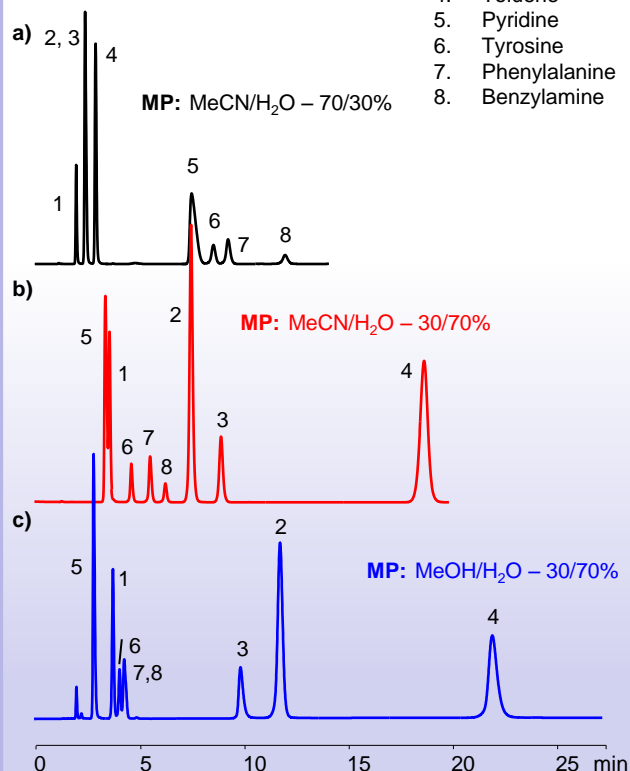 a)
2, 3
4
MP: MeCN/H2O – 70/30%
1
5
6
7
8
5. Pyridine
6. Tyrosine
7. Phenylalanine
8. Benzylamine
b)
5
1
2
MP: MeCN/H2O – 30/70%
4
3
6
7
8
c)
5
1
6
7,8
2
MP: MeOH/H2O – 30/70%
3
4
0 5 10 15 20 25 min